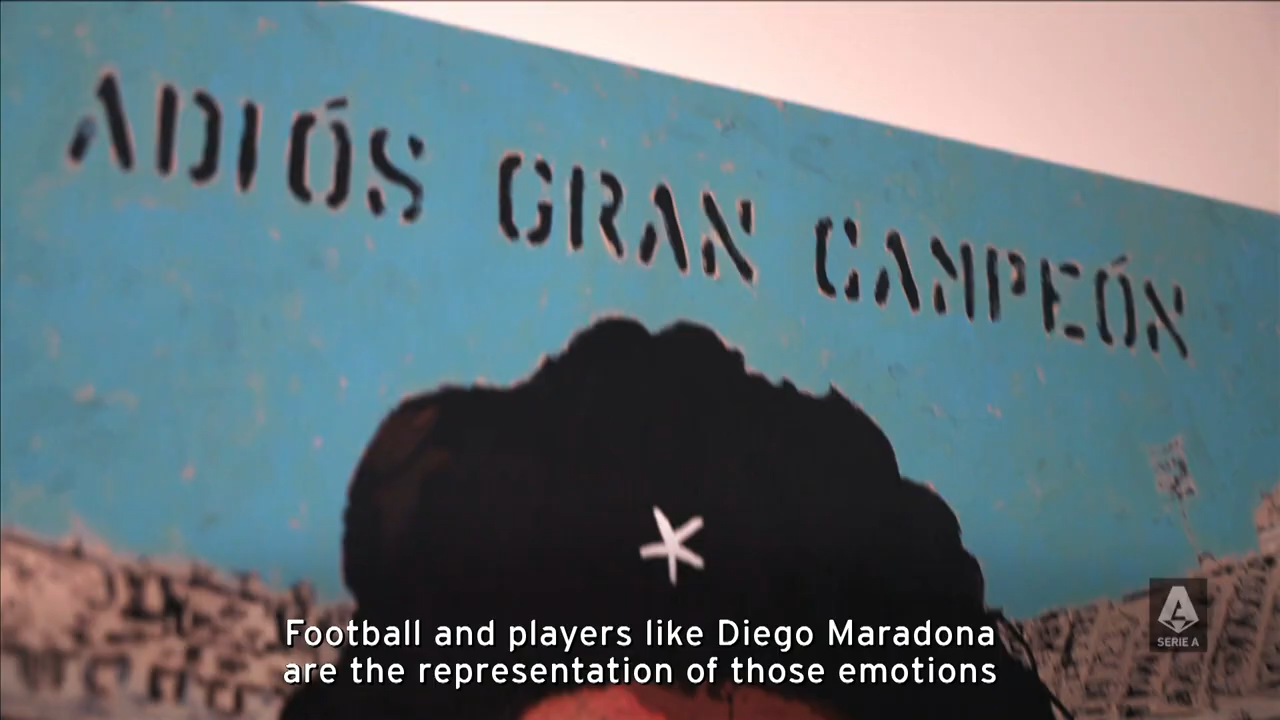 ADIÓS GRAN CAMPEÓN
SERIE A
Football and players like Diego Maradona
are the representation of those emotions